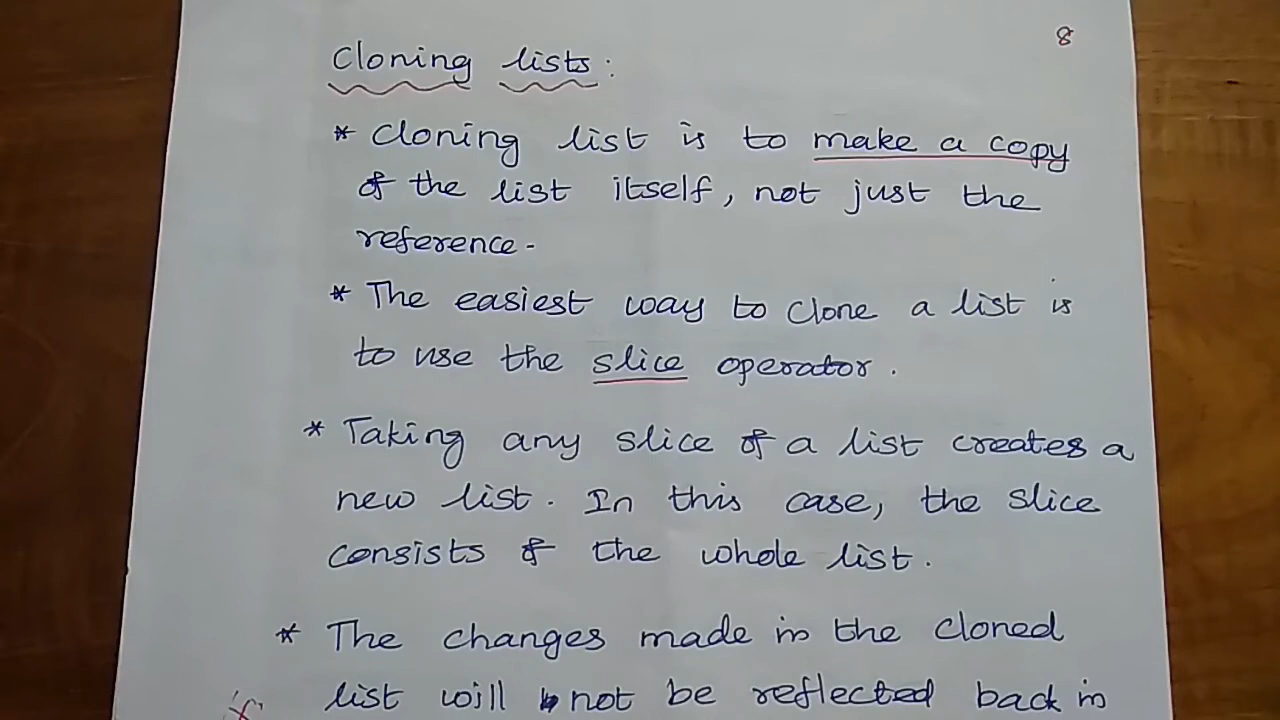 8
Cloning lists:
* Cloning list is to make a copy
of the list itself, not just the
reference.
* The easiest way to clone a list is
to use the slice operator.
* Taking any slice of a list creates a
new list. In this case, the slice
consists of the whole list.
* The changes made in the cloned
list will not be reflected back in